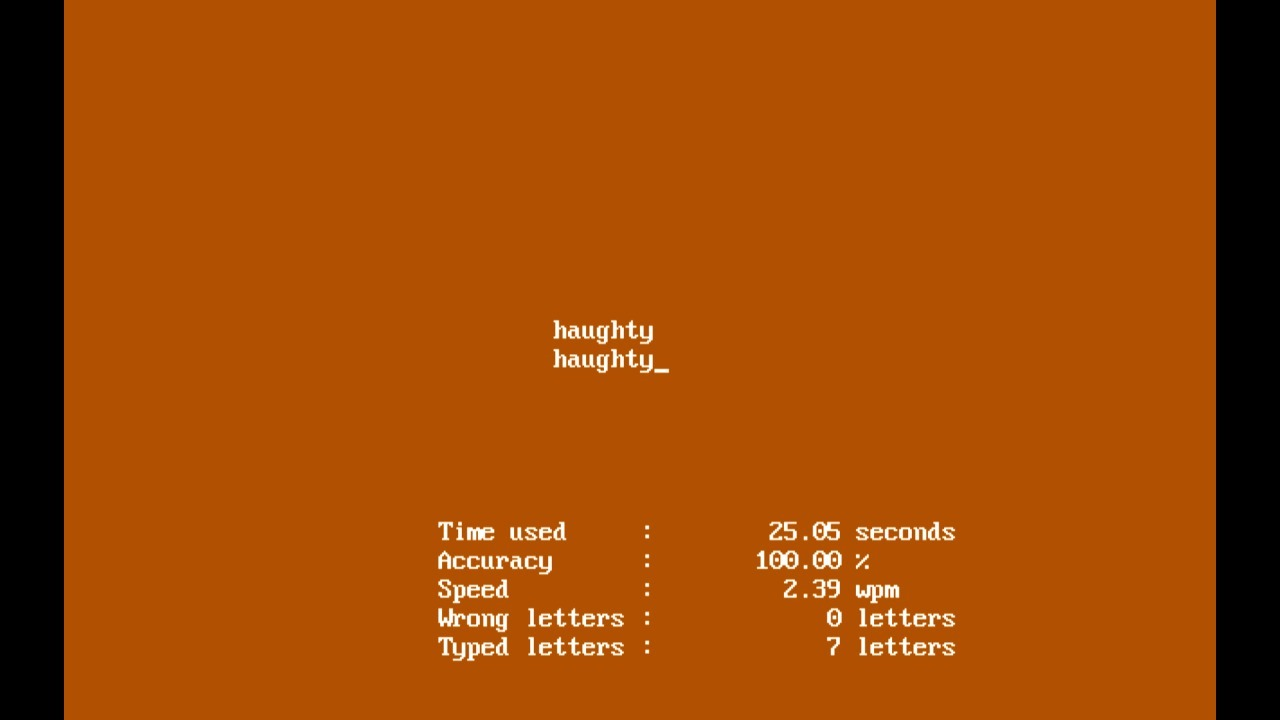 haughty
haughty_
Time used : 25.05 seconds
Accuracy : 100.00 %
Speed : 2.39 wpm
Wrong letters : 0 letters
Typed letters : 7 letters